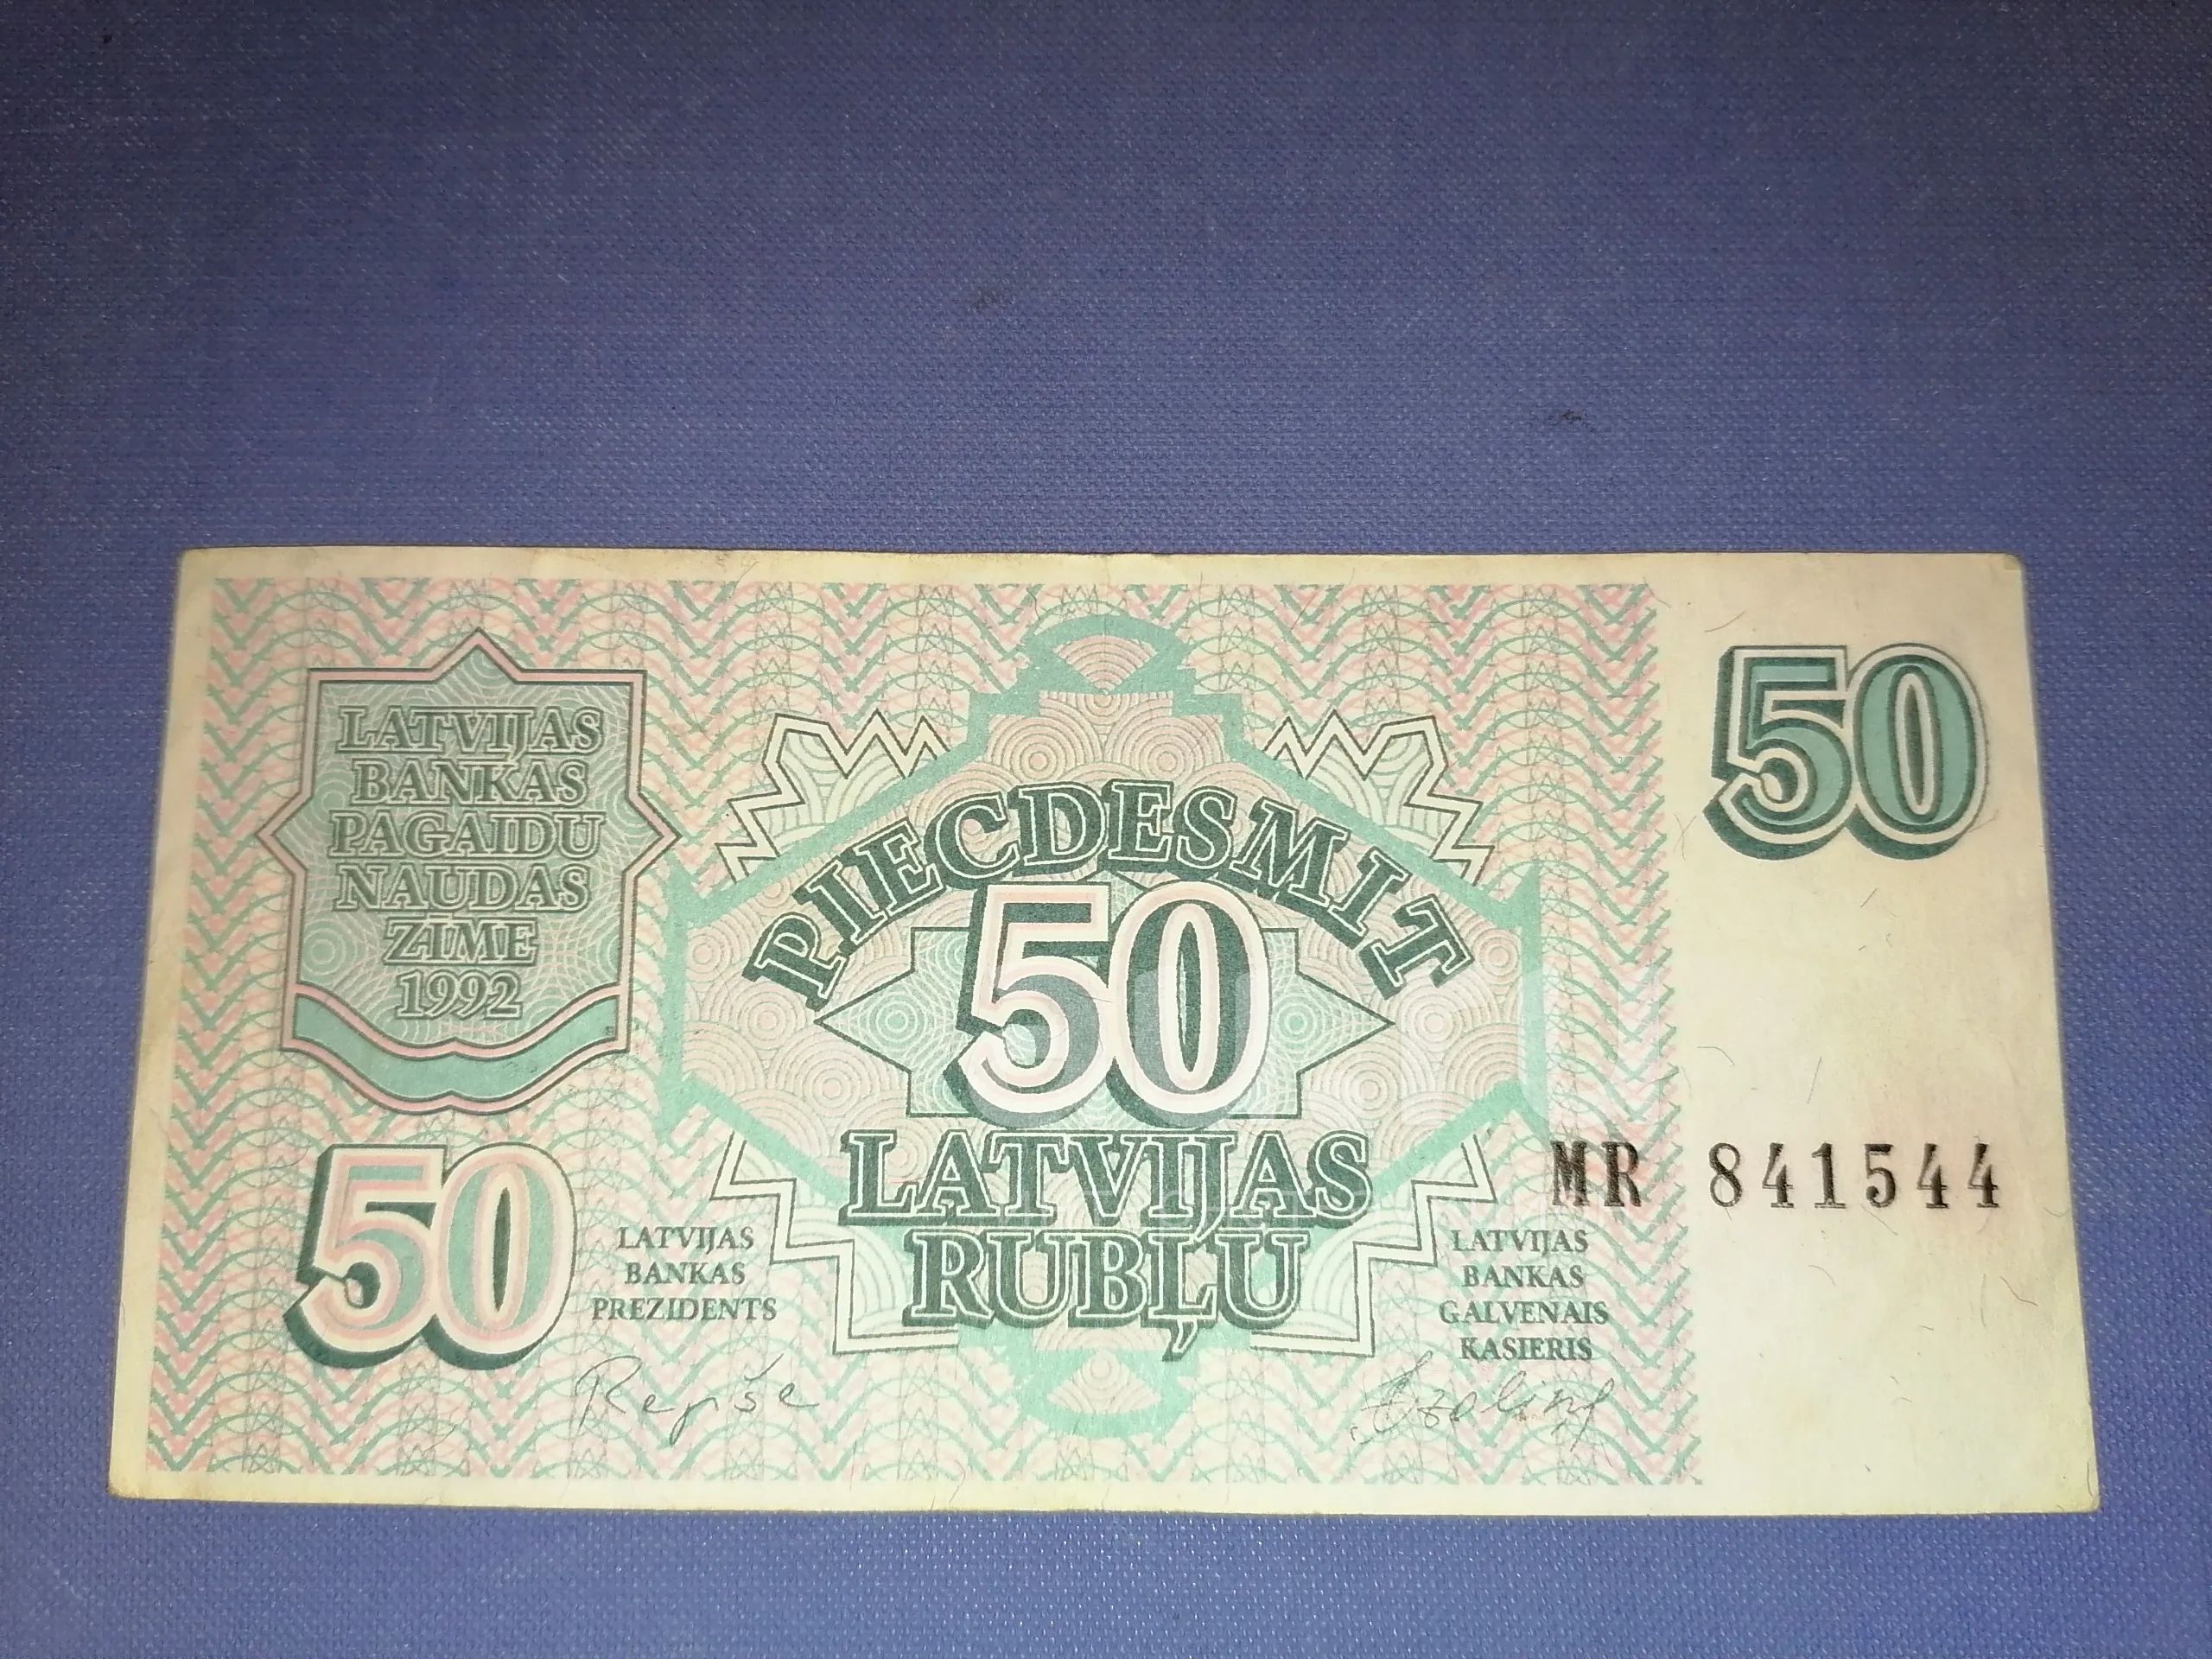 LATVIJAS
BANKAS
PAGAIDU
NAUDAS
ZĪME
1992
50
PIECDESMIT
50
LATVIJAS
RUBĻU
50
MR 841544
LATVIJAS
BANKAS
PREZIDENTS
Repše
LATVIJAS
BANKAS
GALVENAIS
KASIERIS